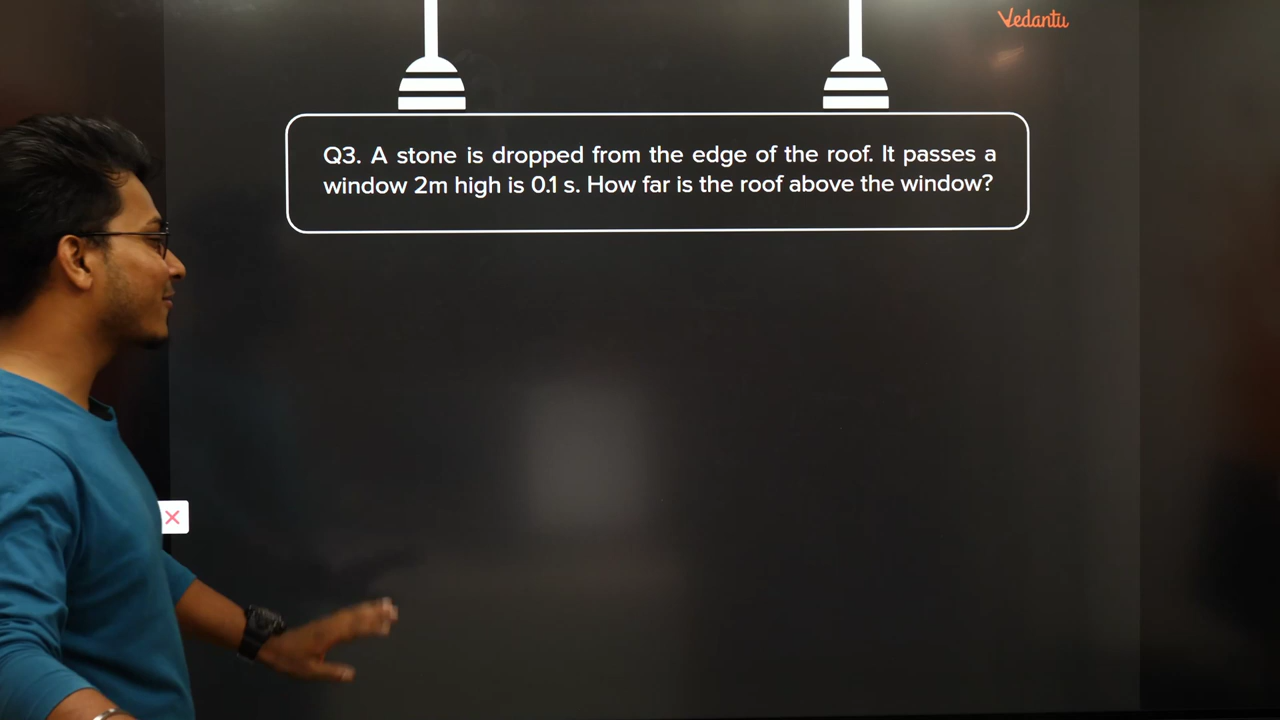 Vedantu
Q3. A stone is dropped from the edge of the roof. It passes a
window 2m high is 0.1 s. How far is the roof above the window?